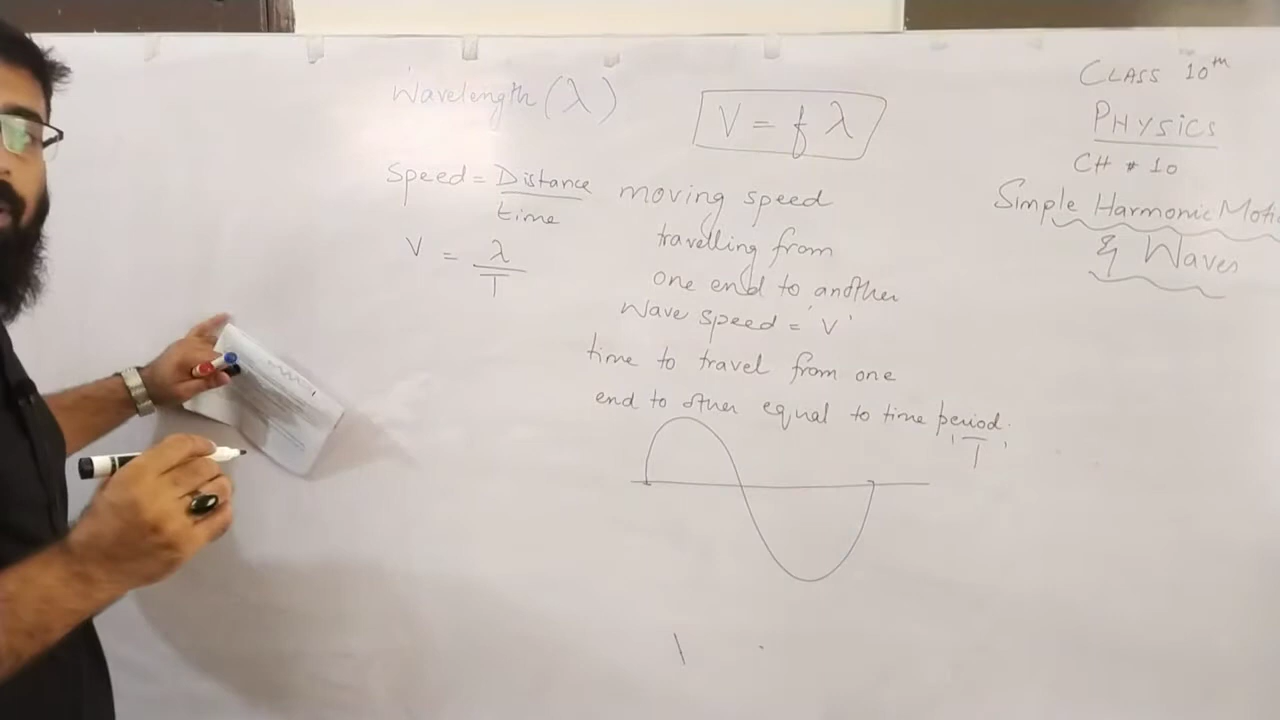 Wavelength (λ)
V = f λ
Speed = Distance / time
V = λ / T
moving speed
travelling from
one end to another
Wave speed = 'V'
time to travel from one
end to other equal to time period.
'T'
CLASS 10th
PHYSICS
CH # 10
Simple Harmonic Moti
& Waves